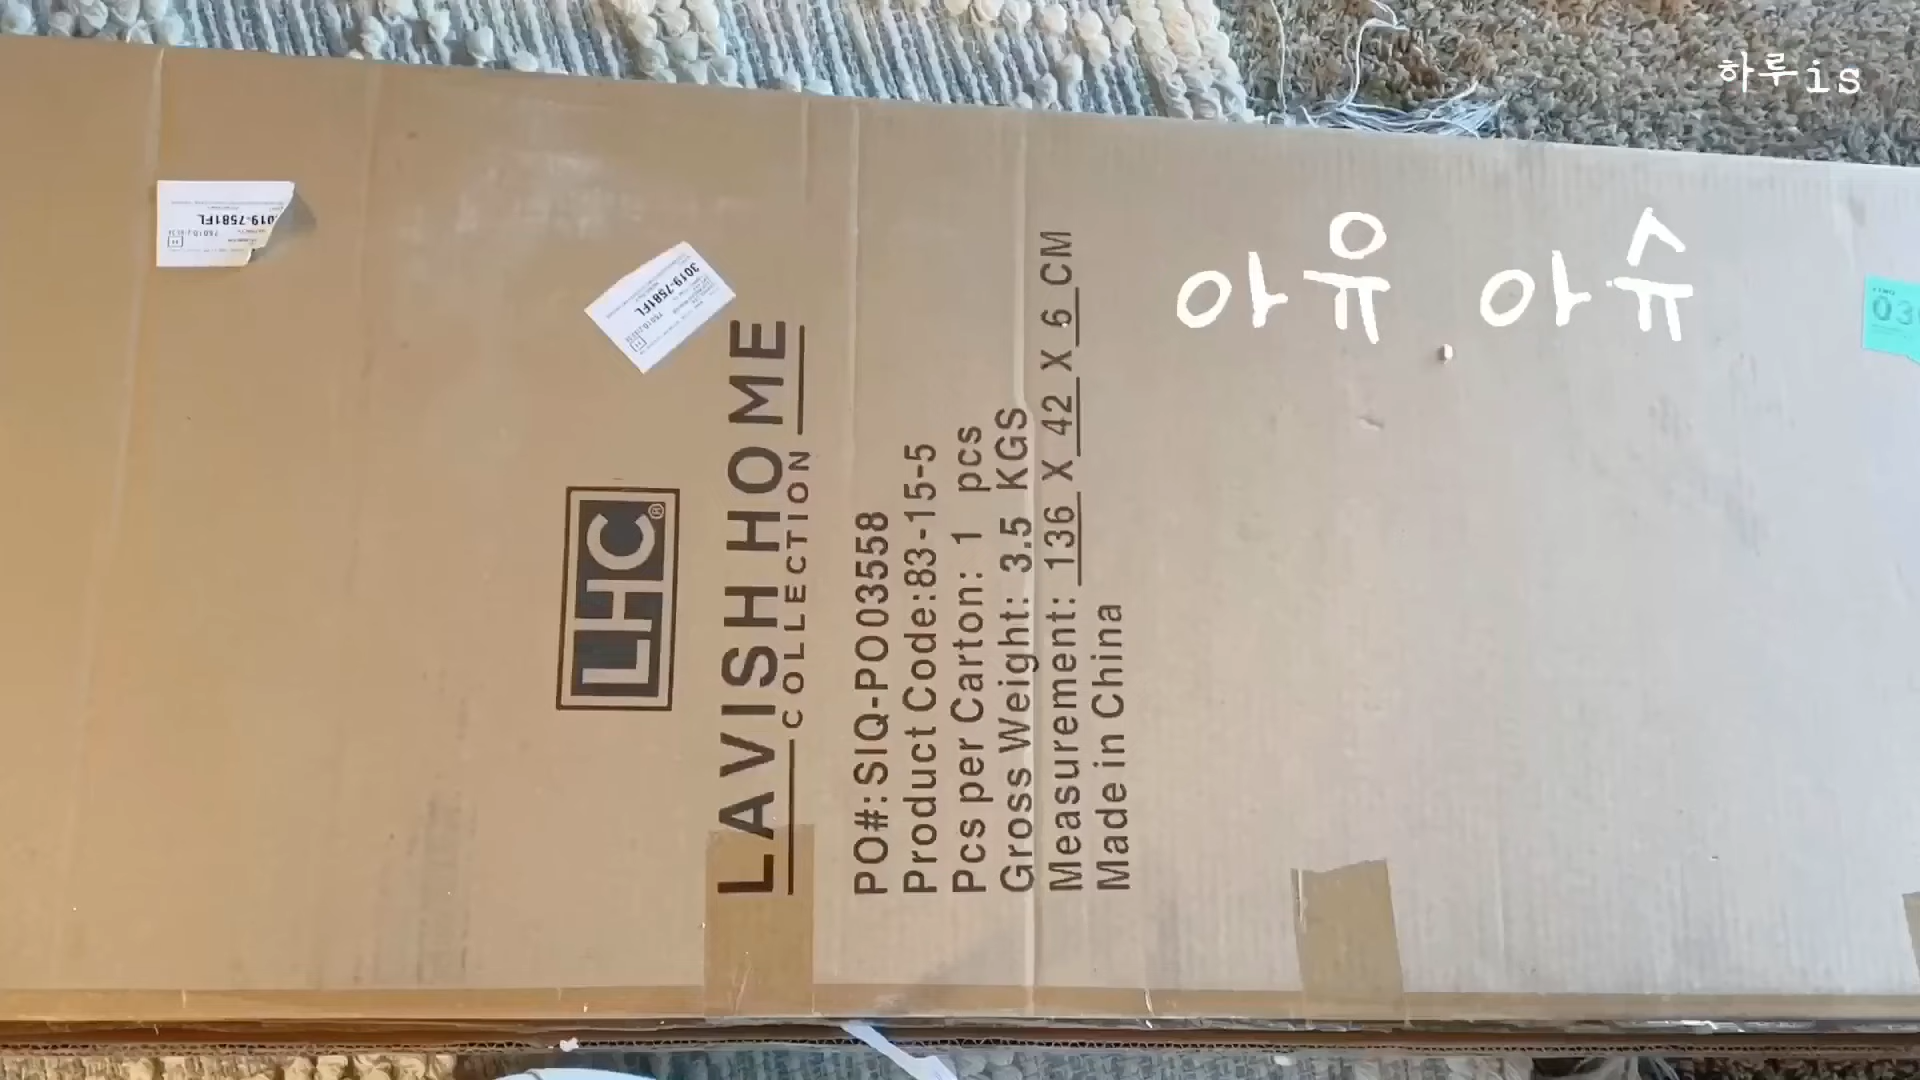 하루is
아유 아슈
LHC®
LAVISH HOME
COLLECTION
PO#:SIQ-PO03558
Product Code:83-15-5
Pcs per Carton: 1 pcs
Gross Weight: 3.5 KGS
Measurement: 136 X 42 X 6 CM
Made in China
3019-7581FL
019-7581FL
03